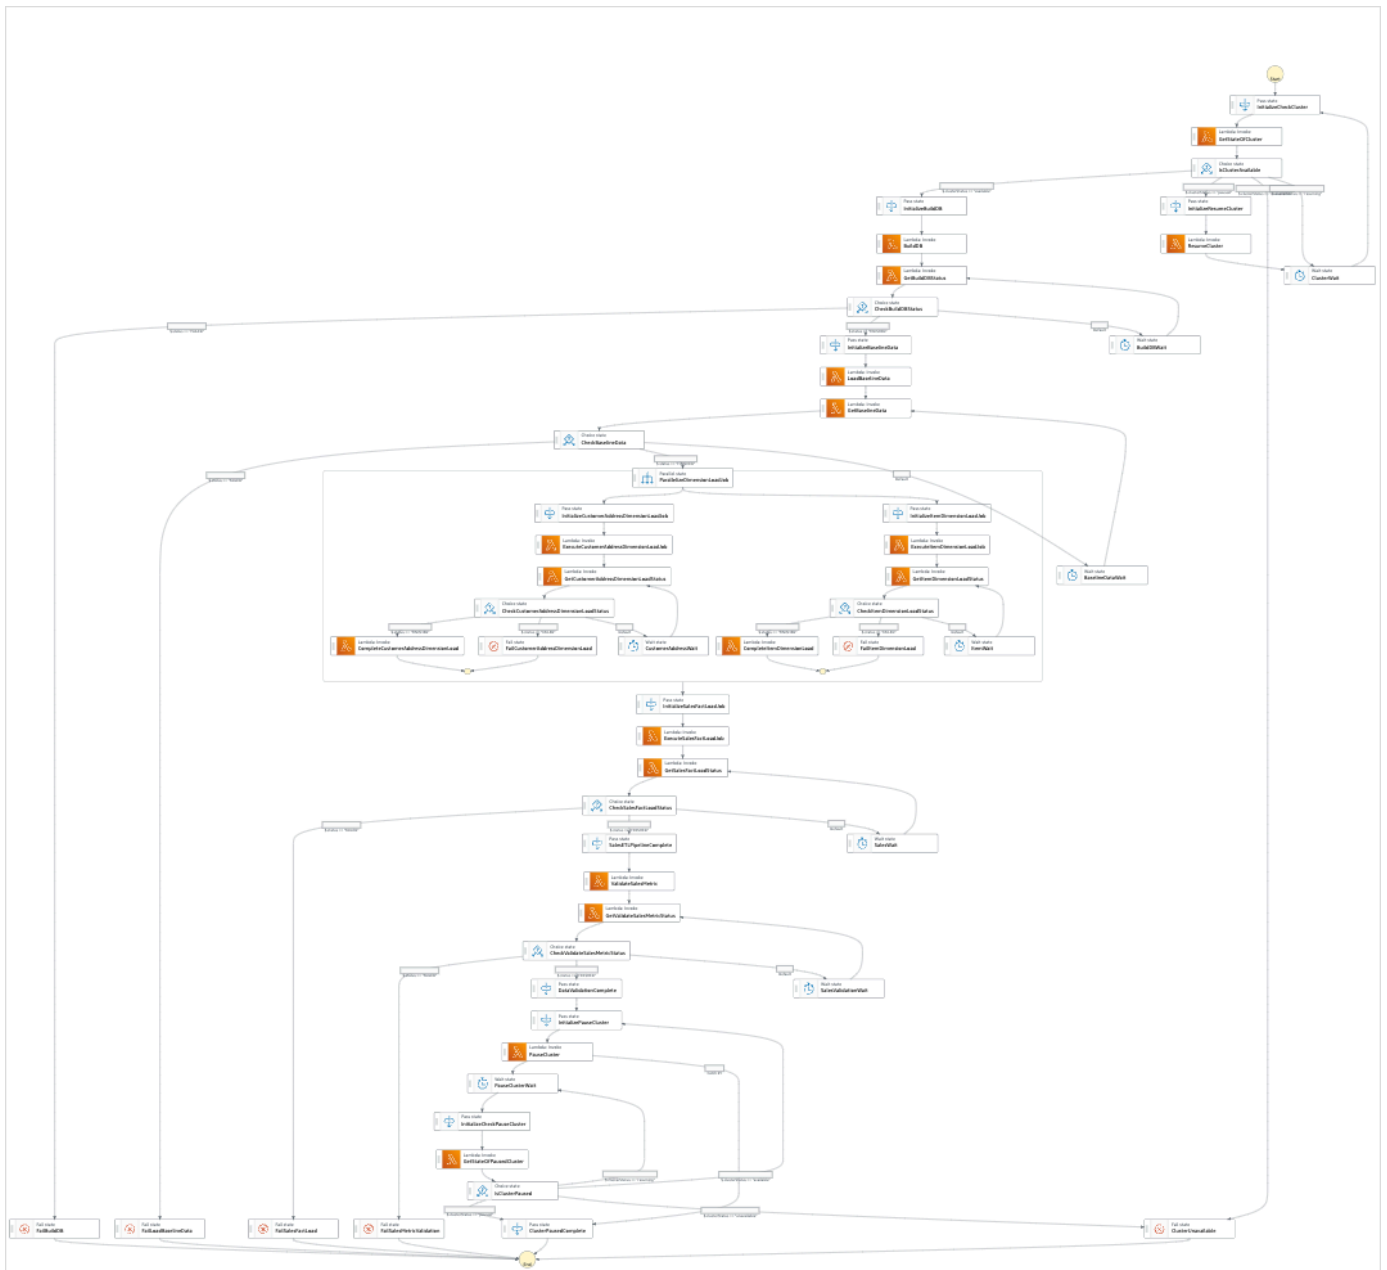 Start
Pass state
InitializeCheckCluster
Lambda: Invoke
GetStateOfCluster
Choice state
IsClusterAvailable
Pass state
InitializeBuildDB
Pass state
InitializeResumeCluster
Lambda: Invoke
BuildDB
Lambda: Invoke
ResumeCluster
Lambda: Invoke
GetBuildDBStatus
Wait state
ClusterWait
Choice state
CheckBuildDBStatus
Default
Pass state
InitializeBaselineData
Wait state
BuildDBWait
Lambda: Invoke
LoadBaselineData
Lambda: Invoke
GetBaselineData
Choice state
CheckBaselineData
Default
Parallel state
ParallelizeDimensionLoadJob
Pass state
InitializeCustomerAddressDimensionLoadJob
Pass state
InitializeItemDimensionLoadJob
Lambda: Invoke
ExecuteCustomerAddressDimensionLoadJob
Lambda: Invoke
ExecuteItemDimensionLoadJob
Lambda: Invoke
GetCustomerAddressDimensionLoadStatus
Lambda: Invoke
GetItemDimensionLoadStatus
Wait state
BaselineDataWait
Choice state
CheckCustomerAddressDimensionLoadStatus
Choice state
CheckItemDimensionLoadStatus
Default
Default
Lambda: Invoke
CompleteCustomerAddressDimensionLoad
Fail state
FailCustomerAddressDimensionLoad
Wait state
CustomerAddressWait
Lambda: Invoke
CompleteItemDimensionLoad
Fail state
FailItemDimensionLoad
Wait state
ItemWait
Pass state
InitializeSalesFactLoadJob
Lambda: Invoke
ExecuteSalesFactLoadJob
Lambda: Invoke
GetSalesFactLoadStatus
Choice state
CheckSalesFactLoadStatus
Default
Pass state
SalesETLPipelineComplete
Wait state
SalesWait
Lambda: Invoke
ValidateSalesMetric
Lambda: Invoke
GetValidateSalesMetricStatus
Choice state
CheckValidateSalesMetricStatus
Default
Pass state
DataValidationComplete
Wait state
SalesValidationWait
Pass state
InitializePauseCluster
Lambda: Invoke
PauseCluster
Wait state
PauseClusterWait
Pass state
InitializeCheckPauseCluster
Lambda: Invoke
GetStateOfPausedCluster
Choice state
IsClusterPaused
Fail state
FailBuildDB
Fail state
FailLoadBaselineData
Fail state
FailSalesFactLoad
Fail state
FailSalesMetricValidation
Pass state
ClusterPausedComplete
Fail state
ClusterUnavailable
End